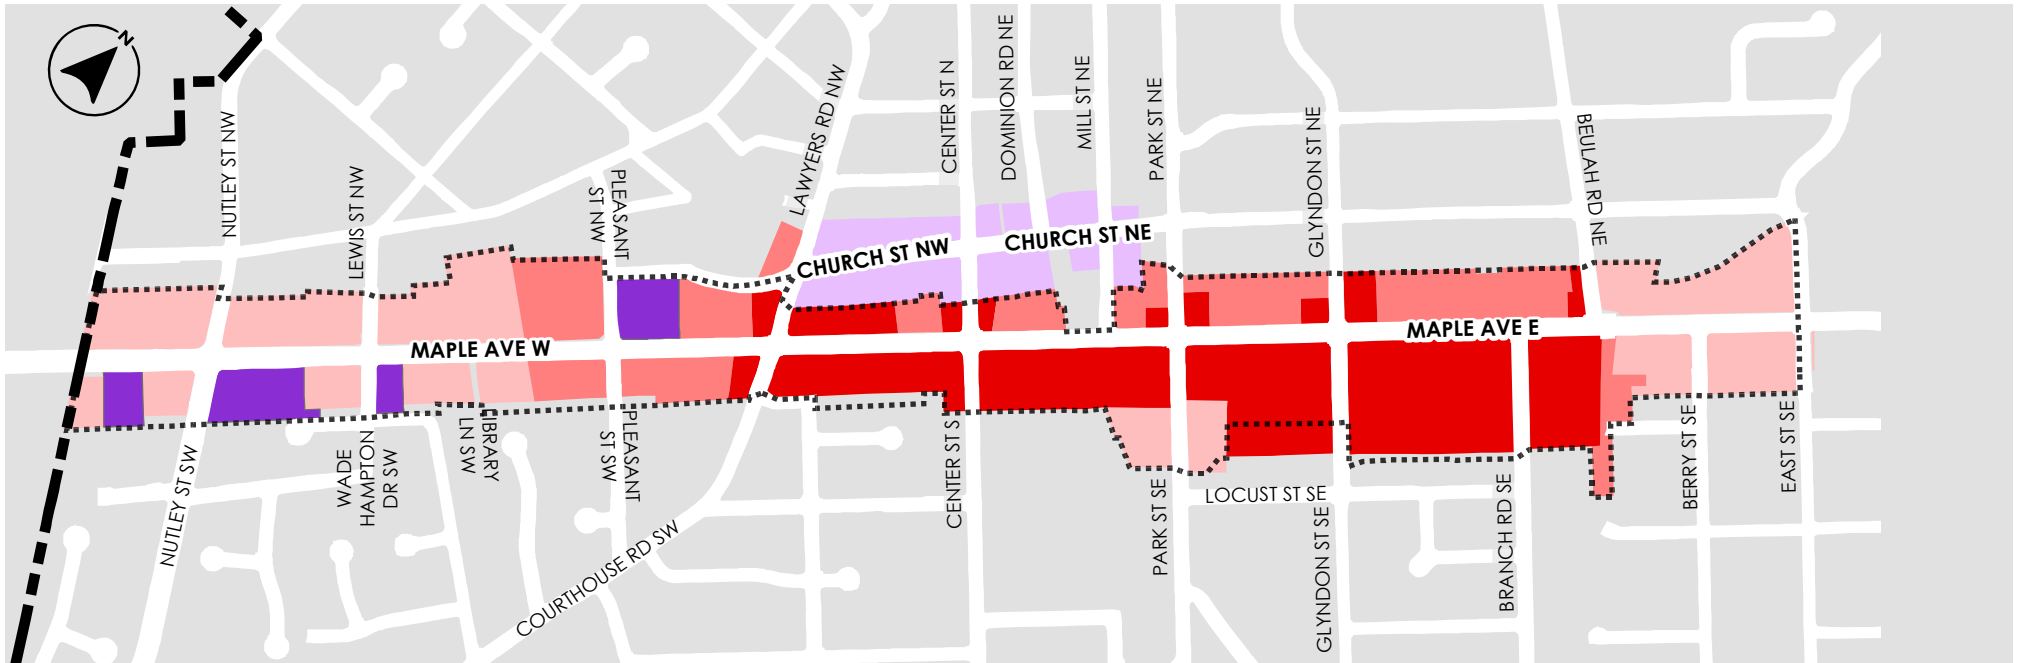 N
NUTLEY ST NW
LEWIS ST NW
PLEASANT
ST NW
LAWYERS RD NW
CENTER ST N
DOMINION RD NE
MILL ST NE
PARK ST NE
GLYNDON ST NE
BEULAH RD NE
CHURCH ST NW
CHURCH ST NE
MAPLE AVE W
MAPLE AVE E
NUTLEY ST SW
WADE
HAMPTON
DR SW
LIBRARY
LN SW
PLEASANT
ST SW
COURTHOUSE RD SW
CENTER ST S
PARK ST SE
LOCUST ST SE
GLYNDON ST SE
BRANCH RD SE
BERRY ST SE
EAST ST SE